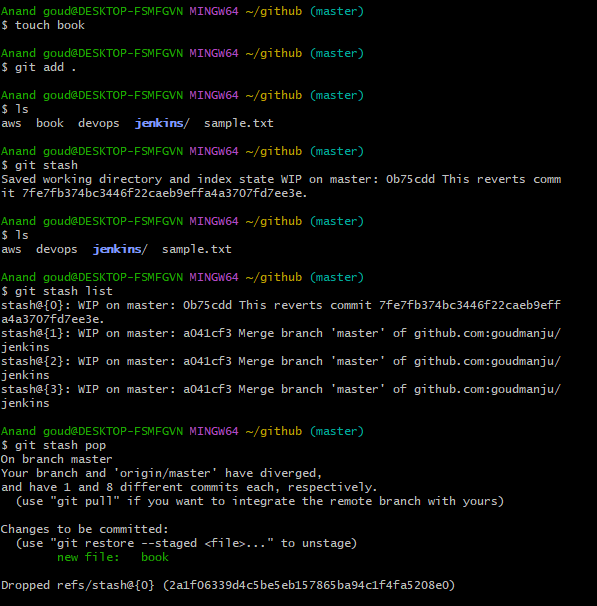 Anand goud@DESKTOP-FSMFGVN MINGW64 ~/github (master)
$ touch book
Anand goud@DESKTOP-FSMFGVN MINGW64 ~/github (master)
$ git add .
Anand goud@DESKTOP-FSMFGVN MINGW64 ~/github (master)
$ ls
aws  book  devops  jenkins/  sample.txt
Anand goud@DESKTOP-FSMFGVN MINGW64 ~/github (master)
$ git stash
Saved working directory and index state WIP on master: 0b75cdd This reverts comm
it 7fe7fb374bc3446f22caeb9effa4a3707fd7ee3e.
Anand goud@DESKTOP-FSMFGVN MINGW64 ~/github (master)
$ ls
aws  devops  jenkins/  sample.txt
Anand goud@DESKTOP-FSMFGVN MINGW64 ~/github (master)
$ git stash list
stash@{0}: WIP on master: 0b75cdd This reverts commit 7fe7fb374bc3446f22caeb9eff
a4a3707fd7ee3e.
stash@{1}: WIP on master: a041cf3 Merge branch 'master' of github.com:goudmanju/
jenkins
stash@{2}: WIP on master: a041cf3 Merge branch 'master' of github.com:goudmanju/
jenkins
stash@{3}: WIP on master: a041cf3 Merge branch 'master' of github.com:goudmanju/
jenkins
Anand goud@DESKTOP-FSMFGVN MINGW64 ~/github (master)
$ git stash pop
On branch master
Your branch and 'origin/master' have diverged,
and have 1 and 8 different commits each, respectively.
  (use "git pull" if you want to integrate the remote branch with yours)
Changes to be committed:
  (use "git restore --staged <file>..." to unstage)
        new file:   book
Dropped refs/stash@{0} (2a1f06339d4c5be5eb157865ba94c1f4fa5208e0)